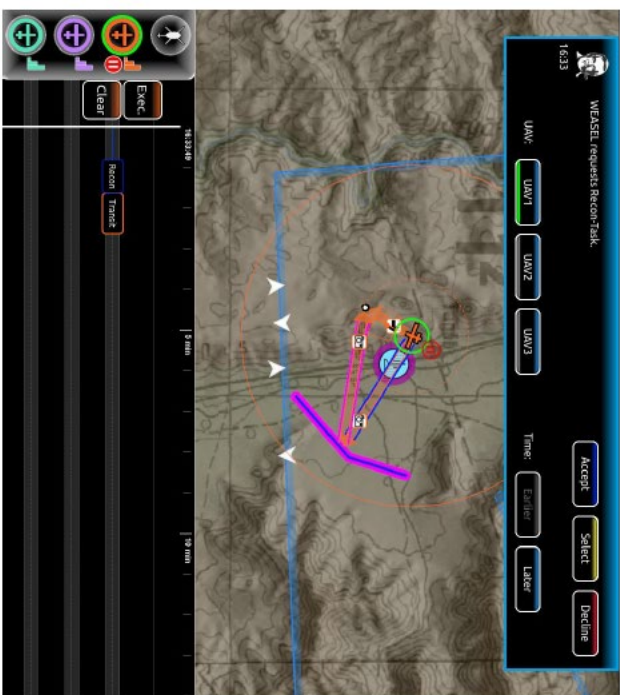 16:33
WEASEL requests Recon-Task.
Accept
Select
Decline
UAV:
UAV1
UAV2
UAV3
Time:
Earlier
Later
16:33:49
5 min
10 min
Exec.
Clear
Recon
Transit